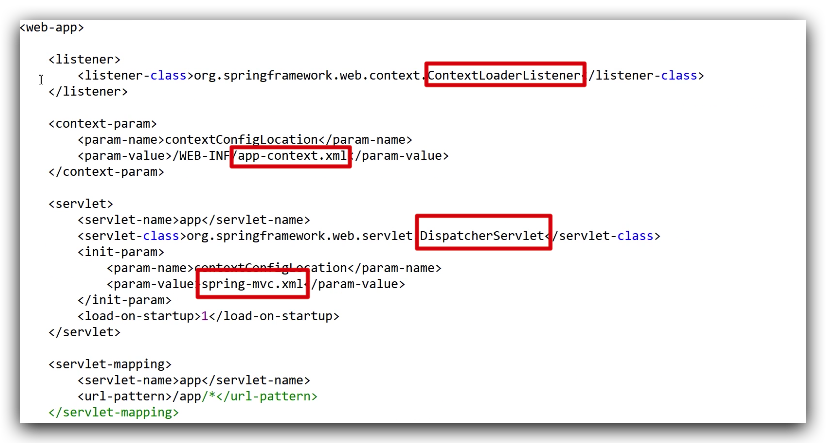 <web-app>
<listener>
<listener-class>org.springframework.web.context.ContextLoaderListener</listener-class>
</listener>
<context-param>
<param-name>contextConfigLocation</param-name>
<param-value>/WEB-INF/app-context.xml</param-value>
</context-param>
<servlet>
<servlet-name>app</servlet-name>
<servlet-class>org.springframework.web.servlet.DispatcherServlet</servlet-class>
<init-param>
<param-name>contextConfigLocation</param-name>
<param-value>spring-mvc.xml</param-value>
</init-param>
<load-on-startup>1</load-on-startup>
</servlet>
<servlet-mapping>
<servlet-name>app</servlet-name>
<url-pattern>/app/*</url-pattern>
</servlet-mapping>